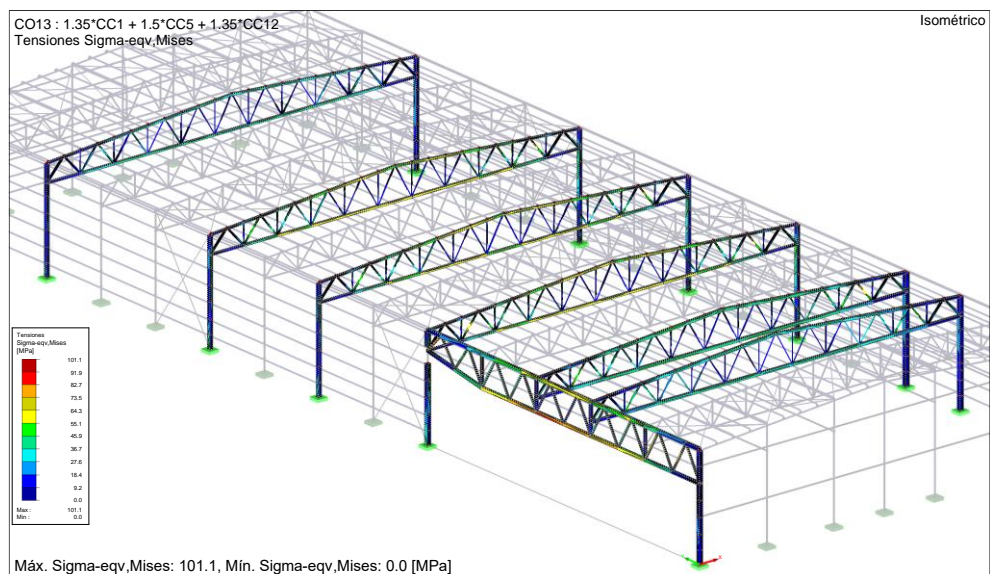 CO13 : 1.35*CC1 + 1.5*CC5 + 1.35*CC12
Isométrico
Tensiones Sigma-eqv,Mises
Tensiones
Sigma-eqv,Mises
[MPa]
101.1
91.9
82.7
73.5
64.3
55.1
45.9
36.7
27.6
18.4
9.2
0.0
Max : 101.1
Min : 0.0
Máx. Sigma-eqv,Mises: 101.1, Mín. Sigma-eqv,Mises: 0.0 [MPa]